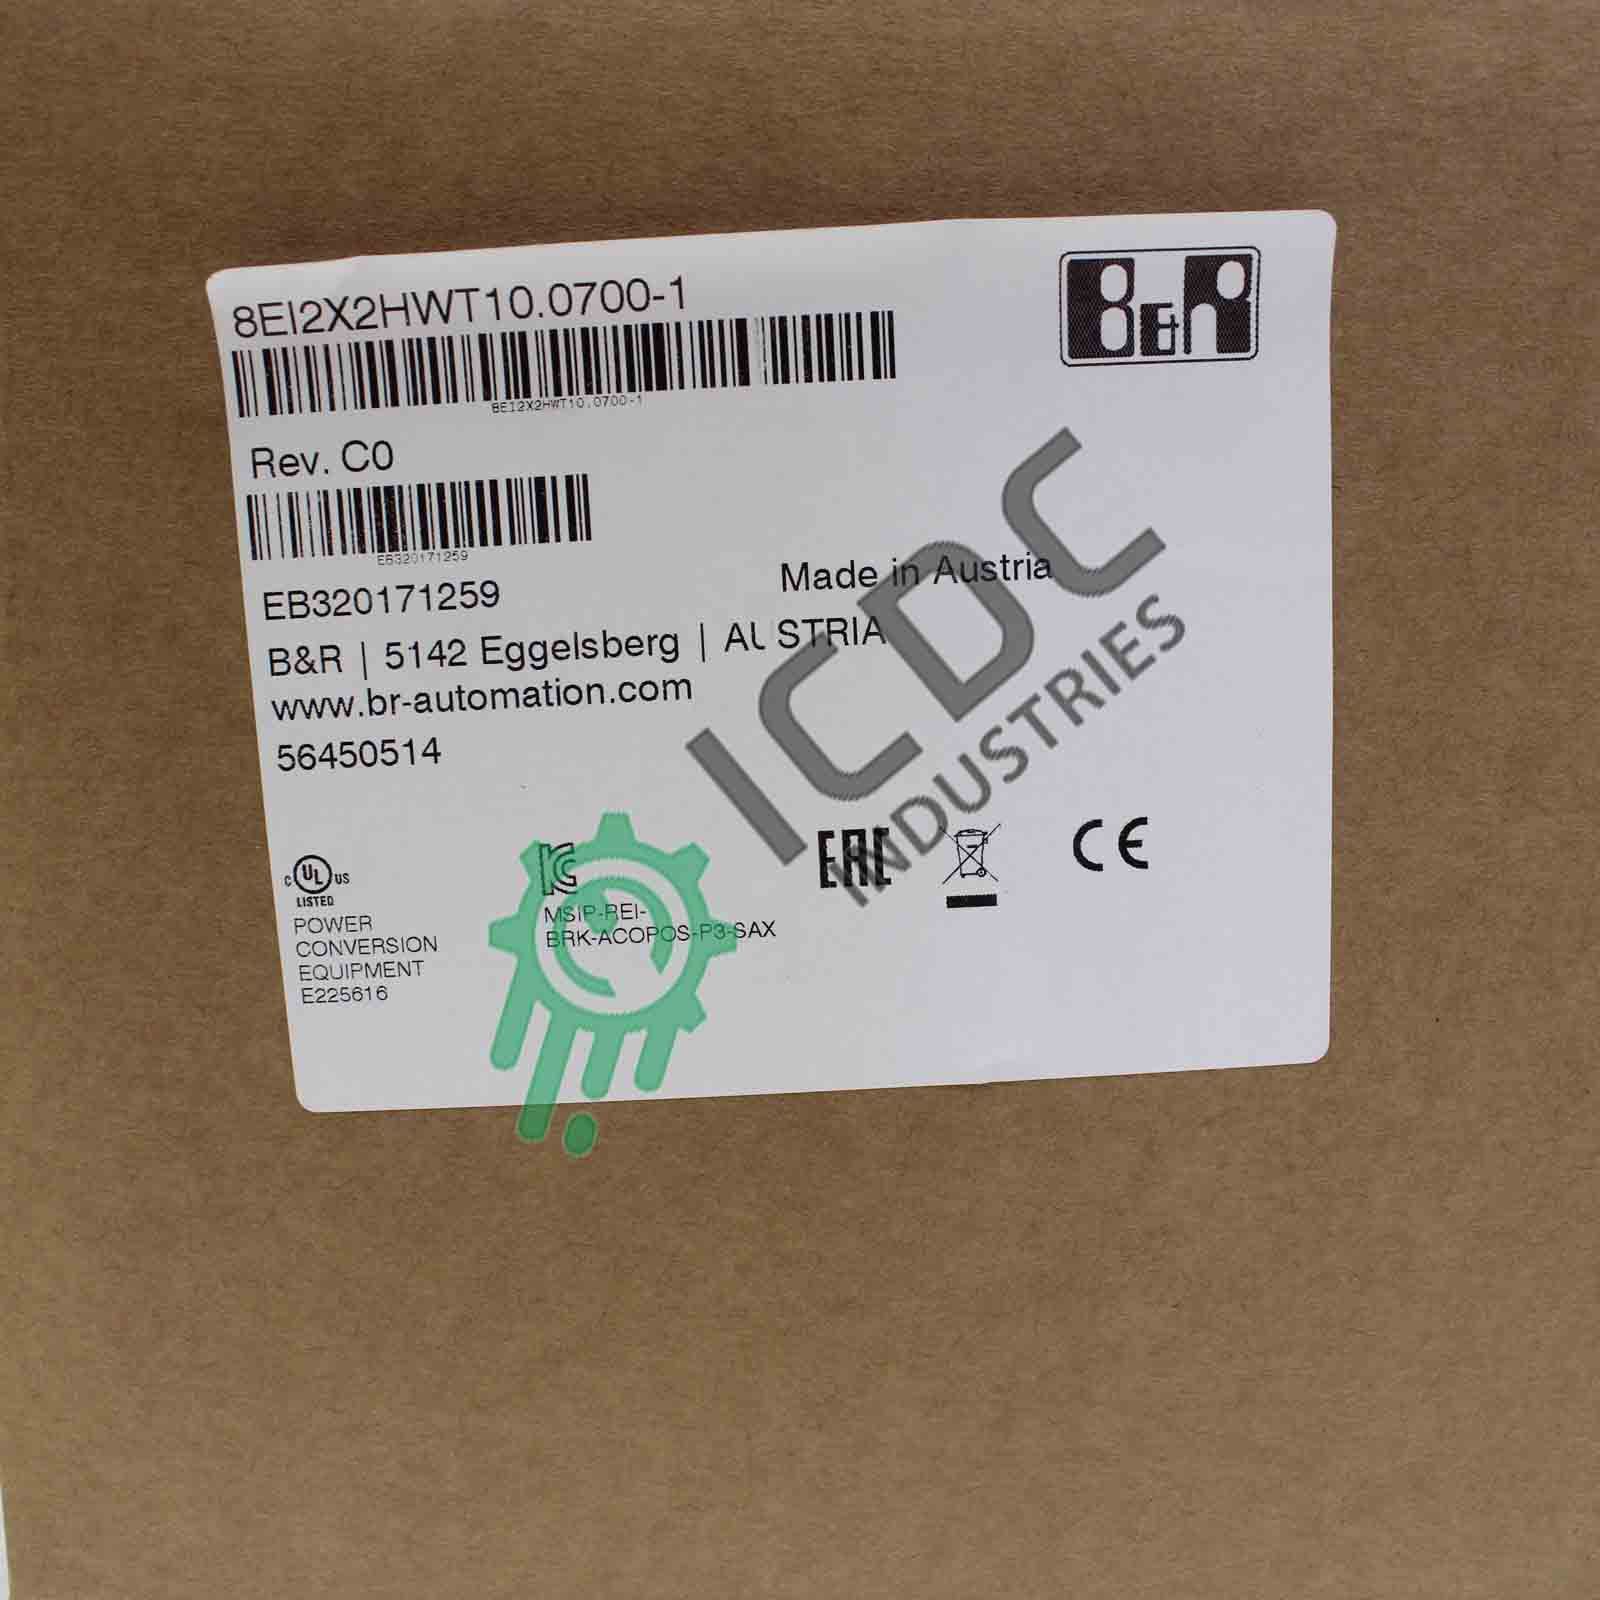 8EI2X2HWT10.0700-1
B&R
8EI2X2HWT10.0700-1
Rev. C0
EB320171259
EB320171259
Made in Austria
B&R | 5142 Eggelsberg | AUSTRIA
www.br-automation.com
56450514
ICDC
INDUSTRIES
C UL US
LISTED
POWER
CONVERSION
EQUIPMENT
E225616
KC
MSIP-REI-
BRK-ACOPOS-P3-SAX
EAC
CE